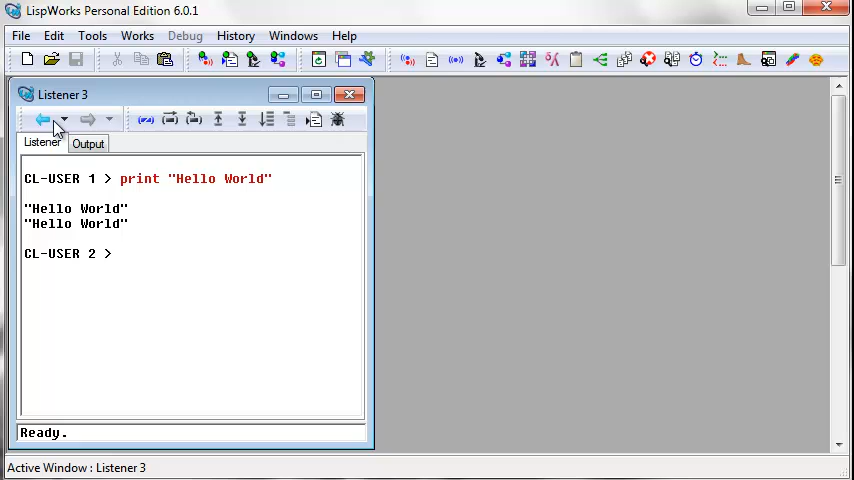 LispWorks Personal Edition 6.0.1
File Edit Tools Works Debug History Windows Help
Listener 3
Listener Output
CL-USER 1 > print "Hello World"
"Hello World"
"Hello World"
CL-USER 2 >
Ready.
Active Window : Listener 3